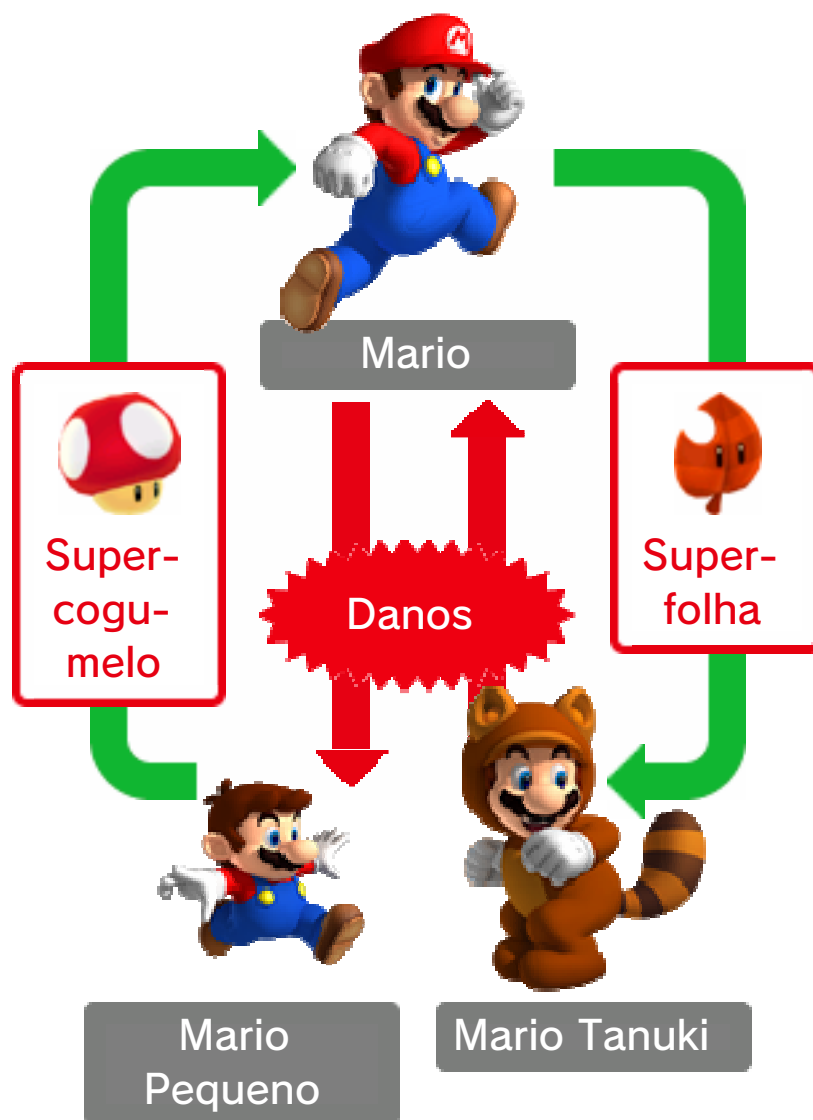 Mario
Super-
cogu-
melo
Danos
Super-
folha
Mario
Pequeno
Mario Tanuki